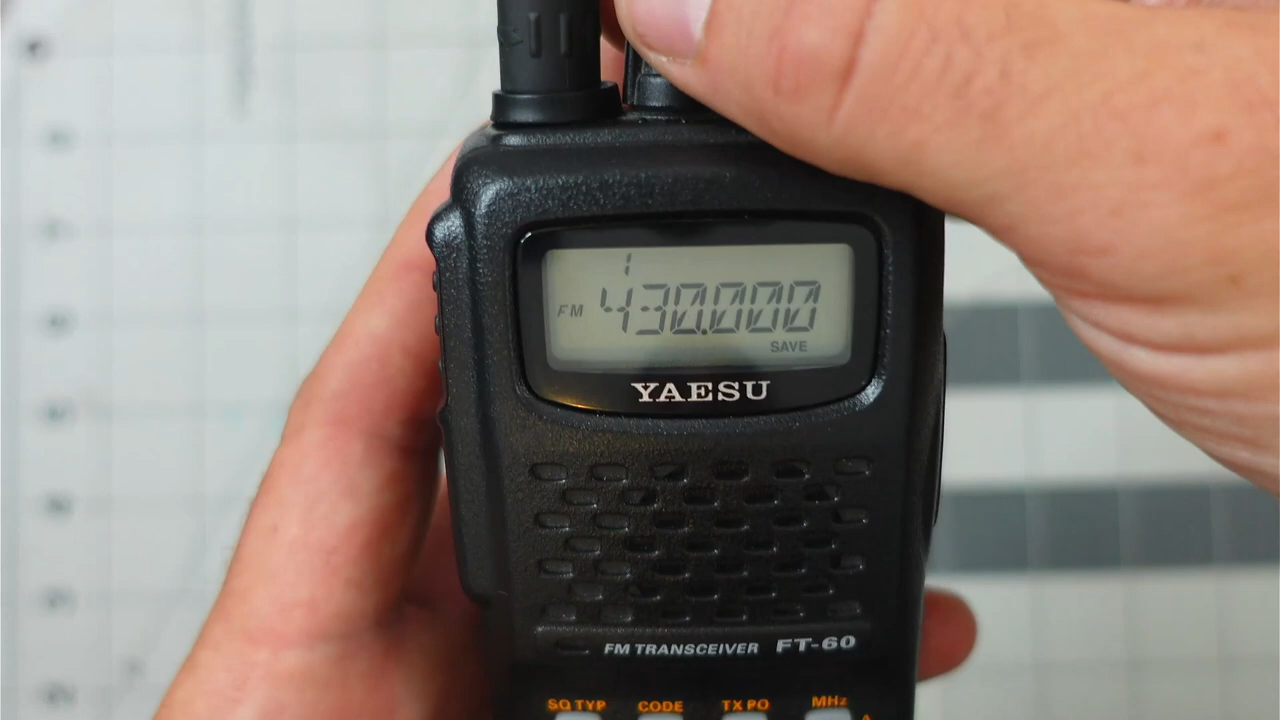 1
FM 430.000
SAVE
YAESU
FM TRANSCEIVER FT-60
SQ TYP CODE TX PO MHz